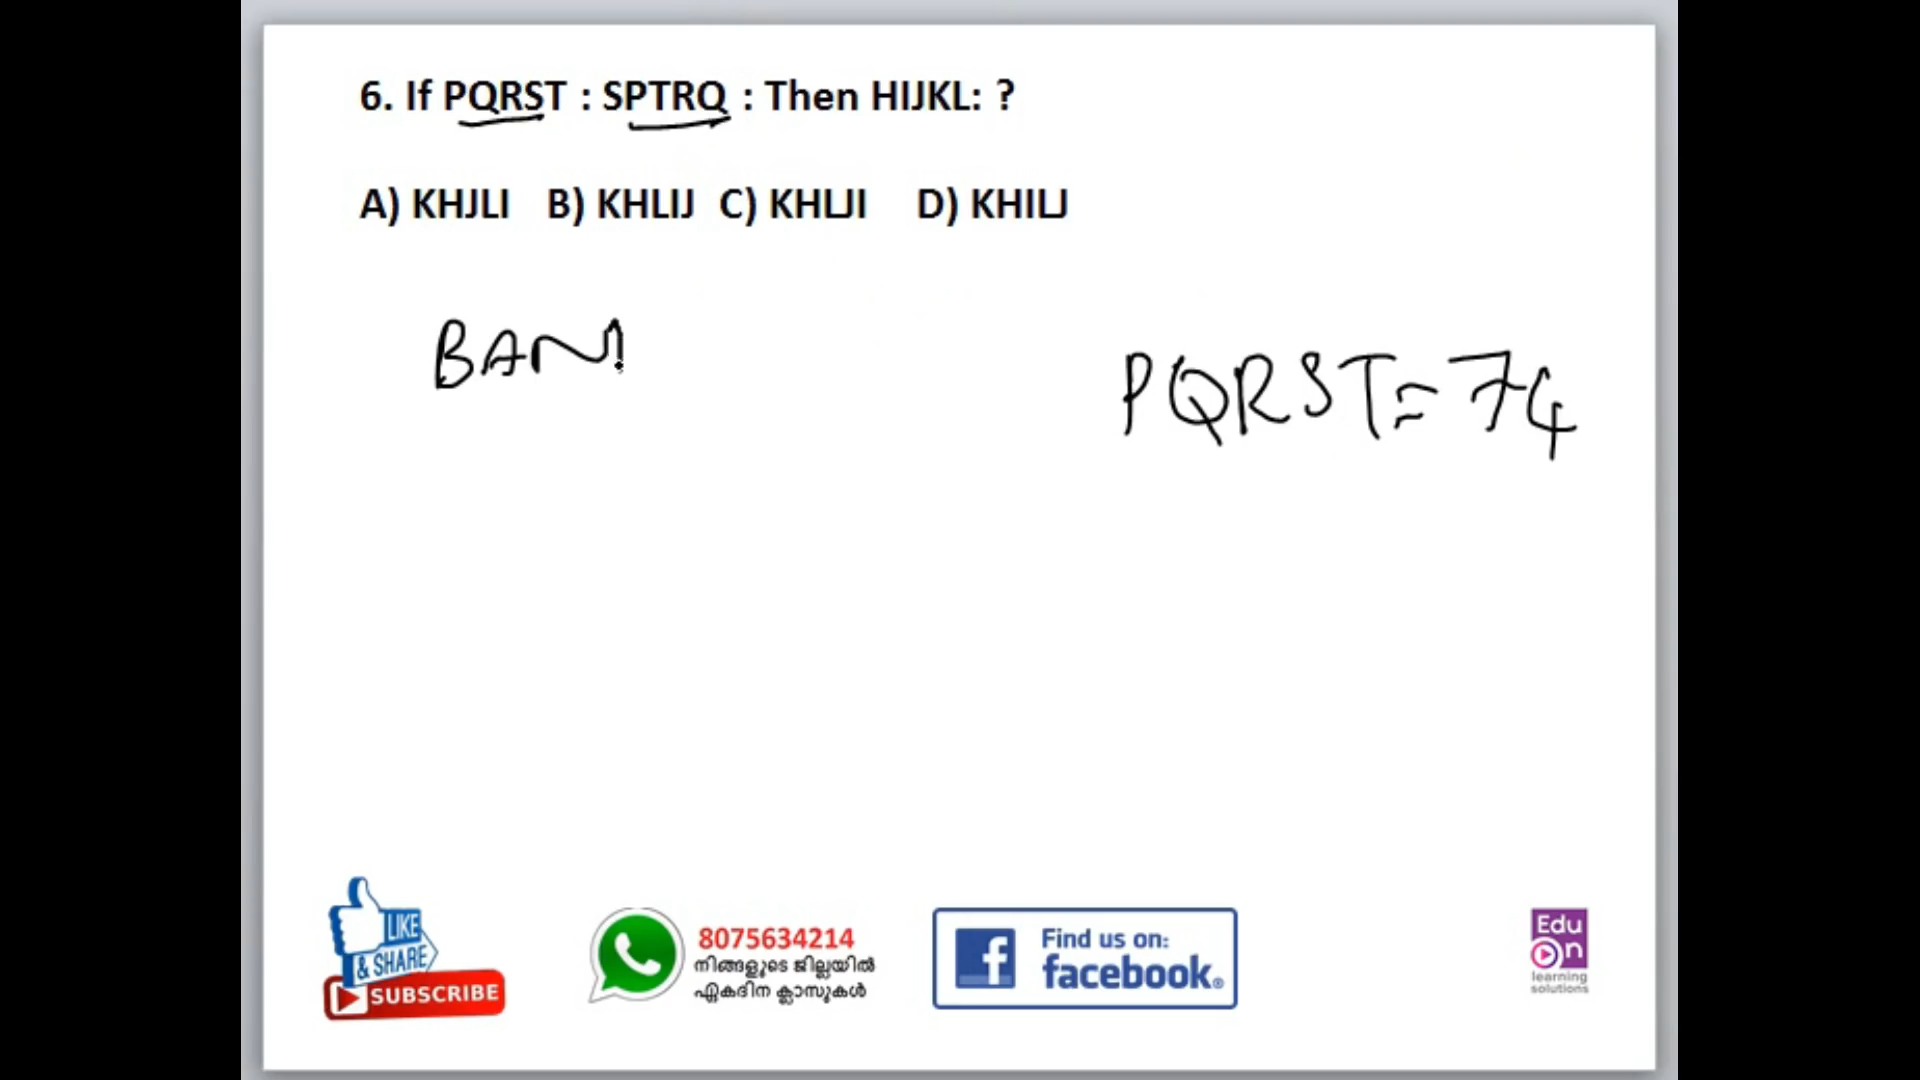 6. If PQRST : SPTRQ : Then HIJKL: ?
A) KHJLI B) KHLIJ C) KHLJI D) KHILJ
BAN
PQRST = 74
LIKE
& SHARE
SUBSCRIBE
8075634214
നിങ്ങളുടെ ജില്ലയിൽ
ഏകദിന ക്ലാസുകൾ
Find us on:
facebook®
Edu
On
learning
solutions